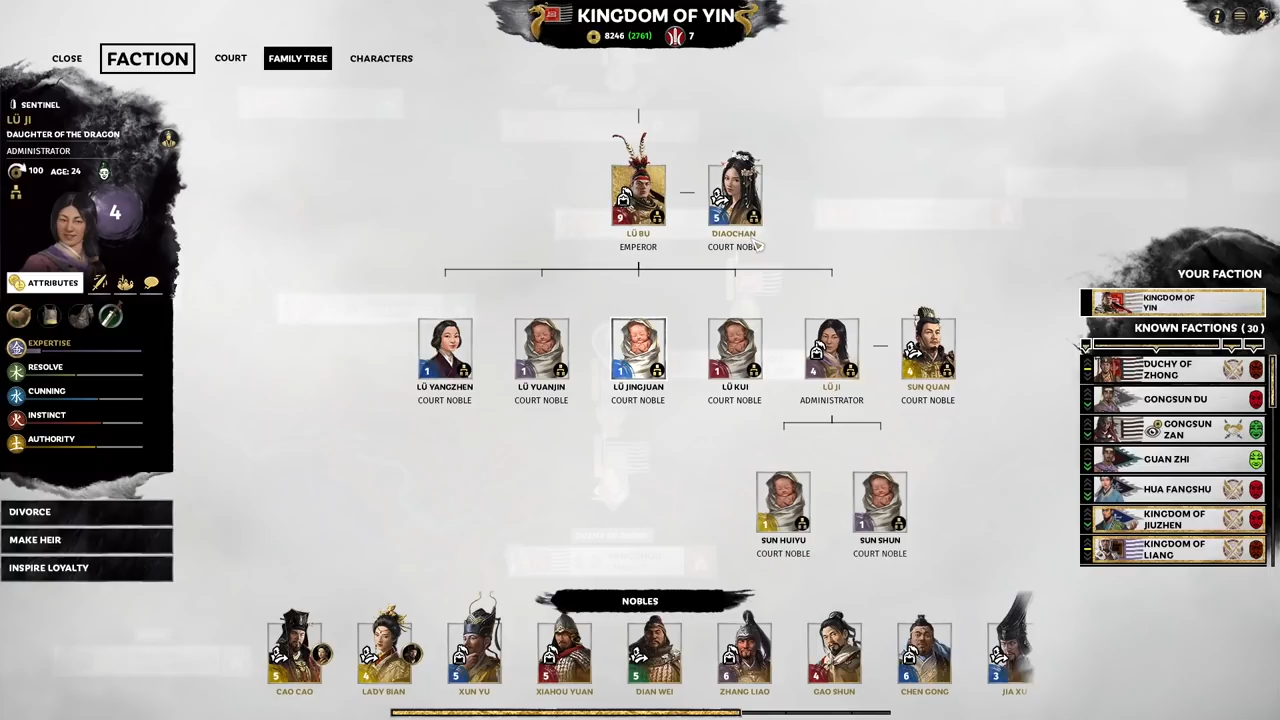 KINGDOM OF YIN
8246 (2761) 7
CLOSE
FACTION
COURT
FAMILY TREE
CHARACTERS
SENTINEL
LÜ JI
DAUGHTER OF THE DRAGON
ADMINISTRATOR
100 AGE: 24
4
ATTRIBUTES
EXPERTISE
RESOLVE
CUNNING
INSTINCT
AUTHORITY
DIVORCE
MAKE HEIR
INSPIRE LOYALTY
9
LÜ BU
EMPEROR
5
DIAOCHAN
COURT NOBLE
1
LÜ YANGZHEN
COURT NOBLE
1
LÜ YUANJIN
COURT NOBLE
1
LÜ JINGJUAN
COURT NOBLE
1
LÜ KUI
COURT NOBLE
4
LÜ JI
ADMINISTRATOR
4
SUN QUAN
COURT NOBLE
1
SUN HUIYU
COURT NOBLE
1
SUN SHUN
COURT NOBLE
NOBLES
5
CAO CAO
4
LADY BIAN
5
XUN YU
5
XIAHOU YUAN
5
DIAN WEI
6
ZHANG LIAO
4
GAO SHUN
6
CHEN GONG
3
JIA XU
YOUR FACTION
KINGDOM OF
YIN
KNOWN FACTIONS ( 30 )
DUCHY OF
ZHONG
GONGSUN DU
GONGSUN
ZAN
GUAN ZHI
HUA FANGSHU
KINGDOM OF
JIUZHEN
KINGDOM OF
LIANG